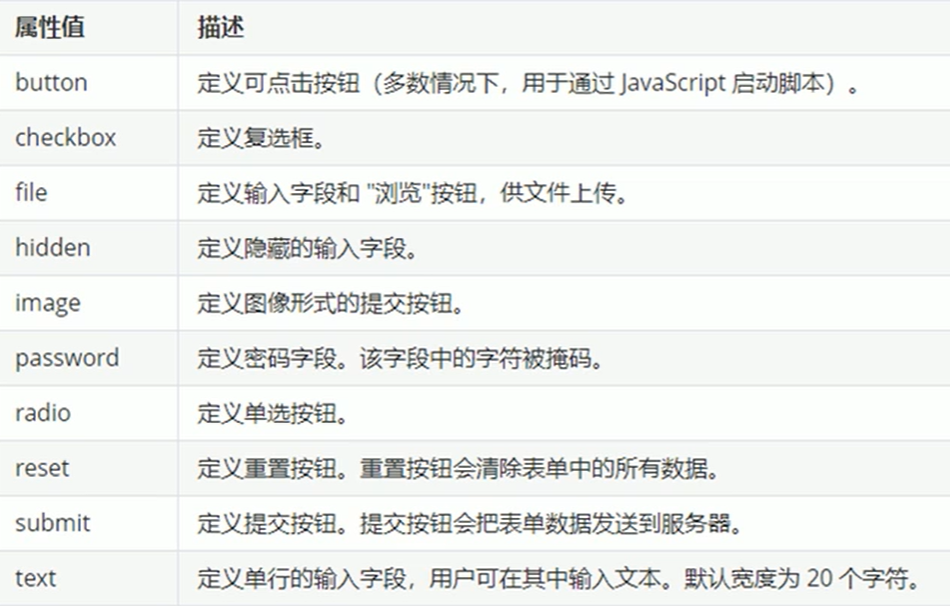 属性值 描述
button 定义可点击按钮（多数情况下，用于通过 JavaScript 启动脚本）。
checkbox 定义复选框。
file 定义输入字段和 "浏览"按钮，供文件上传。
hidden 定义隐藏的输入字段。
image 定义图像形式的提交按钮。
password 定义密码字段。该字段中的字符被掩码。
radio 定义单选按钮。
reset 定义重置按钮。重置按钮会清除表单中的所有数据。
submit 定义提交按钮。提交按钮会把表单数据发送到服务器。
text 定义单行的输入字段，用户可在其中输入文本。默认宽度为 20 个字符。